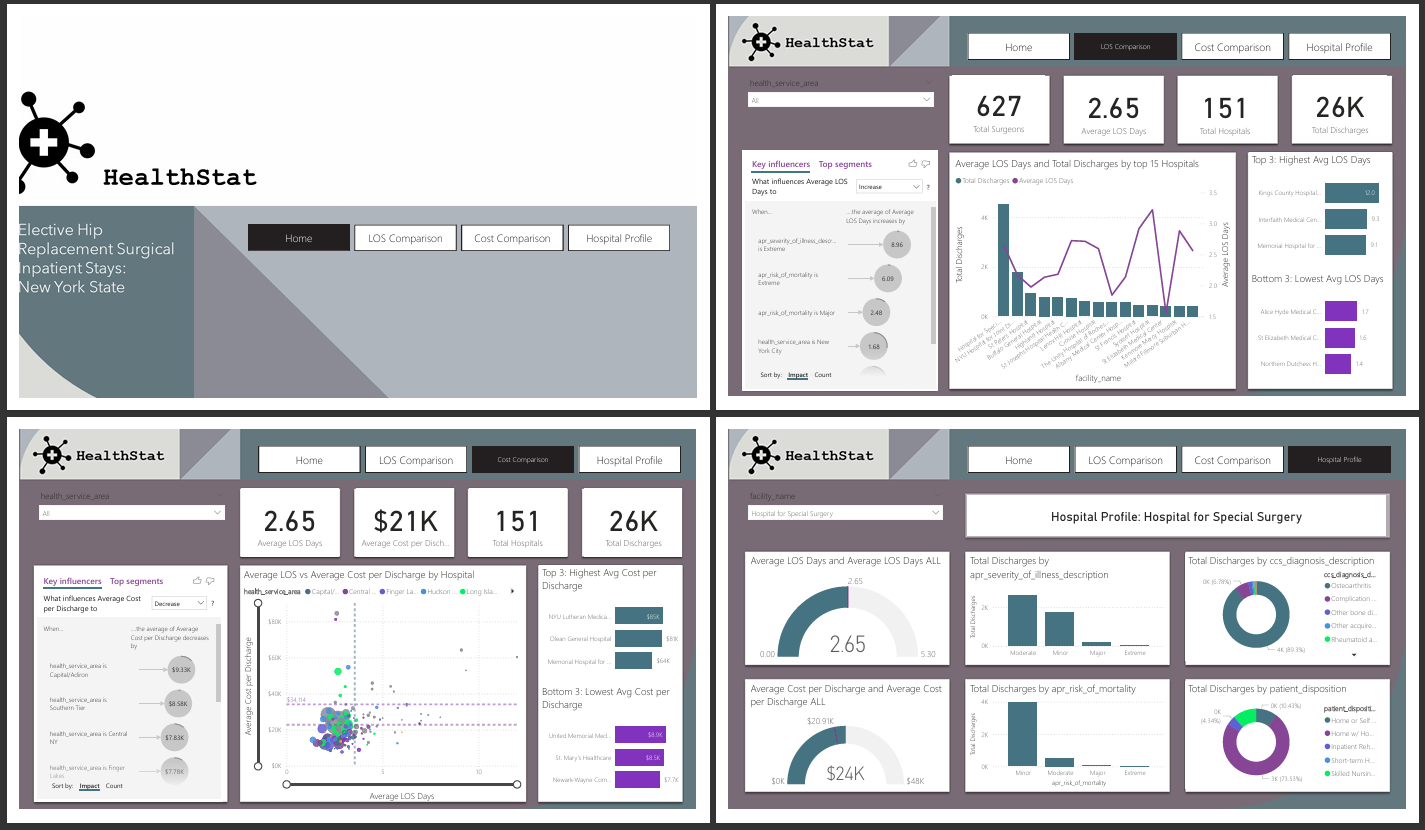 HealthStat
Elective Hip
Replacement Surgical
Inpatient Stays:
New York State
Home
LOS Comparison
Cost Comparison
Hospital Profile
HealthStat
Home
LOS Comparison
Cost Comparison
Hospital Profile
health_service_area
All
627
Total Surgeons
2.65
Average LOS Days
151
Total Hospitals
26K
Total Discharges
Key influencers
Top segments
What influences Average LOS
Days to
Increase
?
When...
...the average of Average
LOS Days increases by
apr_severity_of_illness_descr...
is Extreme
8.96
apr_risk_of_mortality is
Extreme
6.09
apr_risk_of_mortality is Major
2.48
health_service_area is New
York City
1.68
Sort by:
Impact
Count
Average LOS Days and Total Discharges by top 15 Hospitals
Total Discharges
Average LOS Days
4K
2K
0K
Total Discharges
3.5
3.0
2.5
2.0
1.5
Average LOS Days
facility_name
Top 3: Highest Avg LOS Days
Kings County Hospital...
12.0
Interfaith Medical Cen...
9.3
Memorial Hospital for ...
9.1
Bottom 3: Lowest Avg LOS Days
Alice Hyde Medical C...
1.7
St Elizabeth Medical C...
1.6
Northern Dutchess H...
1.4
HealthStat
Home
LOS Comparison
Cost Comparison
Hospital Profile
health_service_area
All
2.65
Average LOS Days
$21K
Average Cost per Disch...
151
Total Hospitals
26K
Total Discharges
Key influencers
Top segments
What influences Average Cost
per Discharge to
Decrease
?
When...
...the average of Average
Cost per Discharge decreases
by
health_service_area is
Capital/Adiron
$9.33K
health_service_area is
Southern Tier
$8.58K
health_service_area is Central
NY
$7.83K
health_service_area is Finger
Lakes
$7.78K
Sort by:
Impact
Count
Average LOS vs Average Cost per Discharge by Hospital
health_service_area
Capital/...
Central ...
Finger La...
Hudson ...
Long Isla...
$80K
$60K
$40K
$34,114
$20K
$0K
Average Cost per Discharge
0
5
10
Average LOS Days
Top 3: Highest Avg Cost per
Discharge
NYU Lutheran Medica...
$85K
Olean General Hospital
$81K
Memorial Hospital for ...
$64K
Bottom 3: Lowest Avg Cost per
Discharge
United Memorial Med...
$8.9K
St. Mary's Healthcare
$8.5K
Newark-Wayne Com...
$7.7K
HealthStat
Home
LOS Comparison
Cost Comparison
Hospital Profile
facility_name
Hospital for Special Surgery
Hospital Profile: Hospital for Special Surgery
Average LOS Days and Average LOS Days ALL
2.65
2.65
0.00
5.30
Total Discharges by
apr_severity_of_illness_description
Total Discharges
2K
0K
Moderate
Minor
Major
Extreme
Total Discharges by ccs_diagnosis_description
0K (6.78%)
4K (89.3%)
ccs_diagnosis_d...
Osteoarthritis
Complication ...
Other bone di...
Other acquire...
Rheumatoid a...
Average Cost per Discharge and Average Cost
per Discharge ALL
$20.91K
$24K
$0K
$48K
Total Discharges by apr_risk_of_mortality
Total Discharges
4K
2K
0K
Minor
Moderate
Major
Extreme
apr_risk_of_mortality
Total Discharges by patient_disposition
0K (10.43%)
0K
(4.34%)
3K (73.53%)
patient_dispositi...
Home or Self ...
Home w/ Ho...
Inpatient Reh...
Short-term H...
Skilled Nursin...